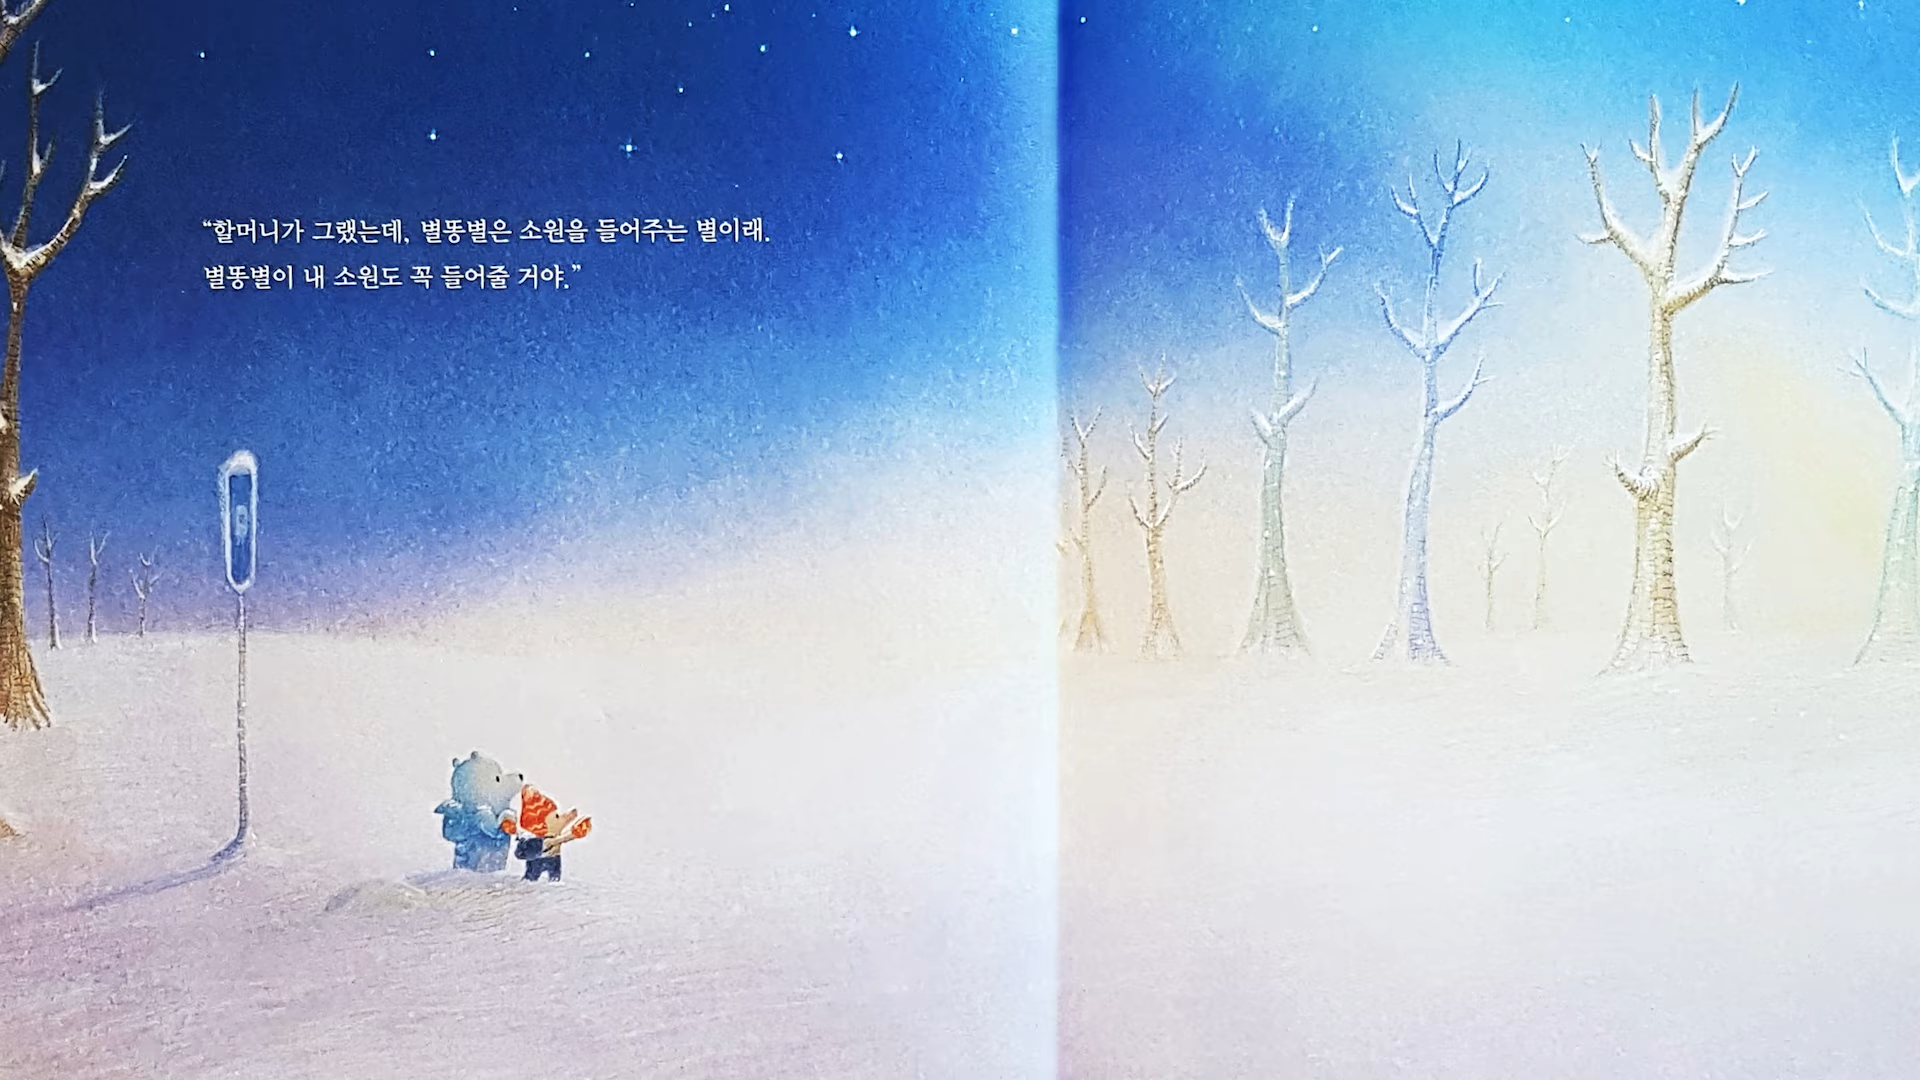 “할머니가 그랬는데, 별똥별은 소원을 들어주는 별이래.
별똥별이 내 소원도 꼭 들어줄 거야.”